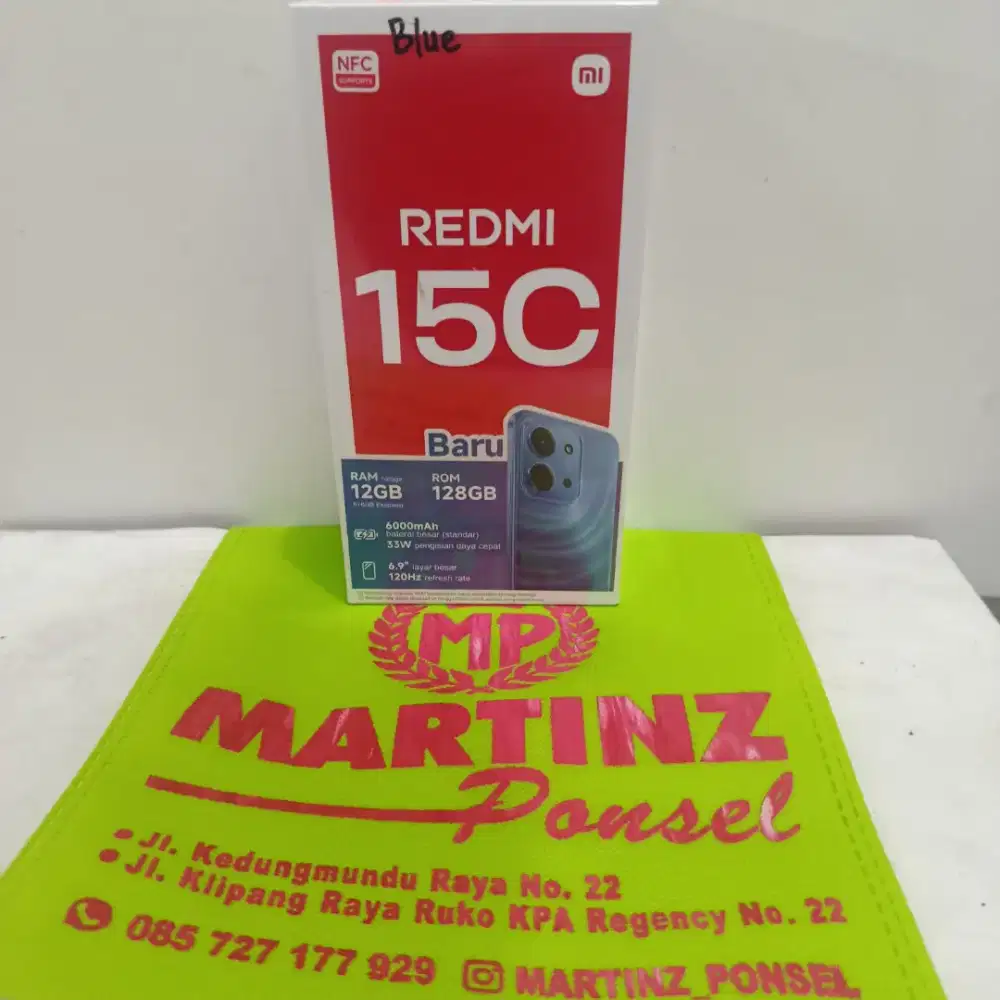 Blue
NFC
SUPPORTS
mi
REDMI
15C
Baru
RAM
12GB
ROM
128GB
6000mAh
baterai besar (standar)
33W pengisian daya cepat
6.9" layar besar
120Hz refresh rate
MP
MARTINZ
Ponsel
• Jl. Kedungmundu Raya No. 22
• Jl. Klipang Raya Ruko KPA Regency No. 22
085 727 177 929
MARTINZ_PONSEL